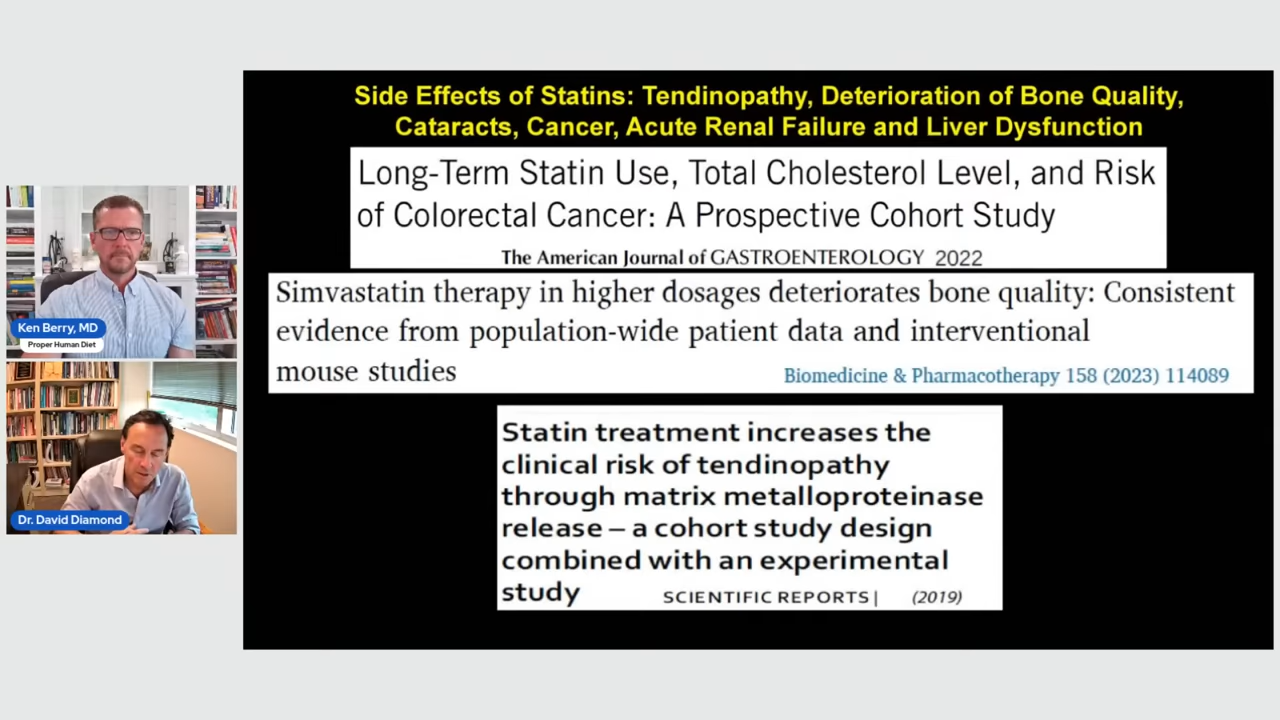 Side Effects of Statins: Tendinopathy, Deterioration of Bone Quality,
Cataracts, Cancer, Acute Renal Failure and Liver Dysfunction
Long-Term Statin Use, Total Cholesterol Level, and Risk
of Colorectal Cancer: A Prospective Cohort Study
The American Journal of GASTROENTEROLOGY 2022
Simvastatin therapy in higher dosages deteriorates bone quality: Consistent
evidence from population-wide patient data and interventional
mouse studies
Biomedicine & Pharmacotherapy 158 (2023) 114089
Statin treatment increases the
clinical risk of tendinopathy
through matrix metalloproteinase
release – a cohort study design
combined with an experimental
study
SCIENTIFIC REPORTS | (2019)
Ken Berry, MD
Proper Human Diet
Dr. David Diamond